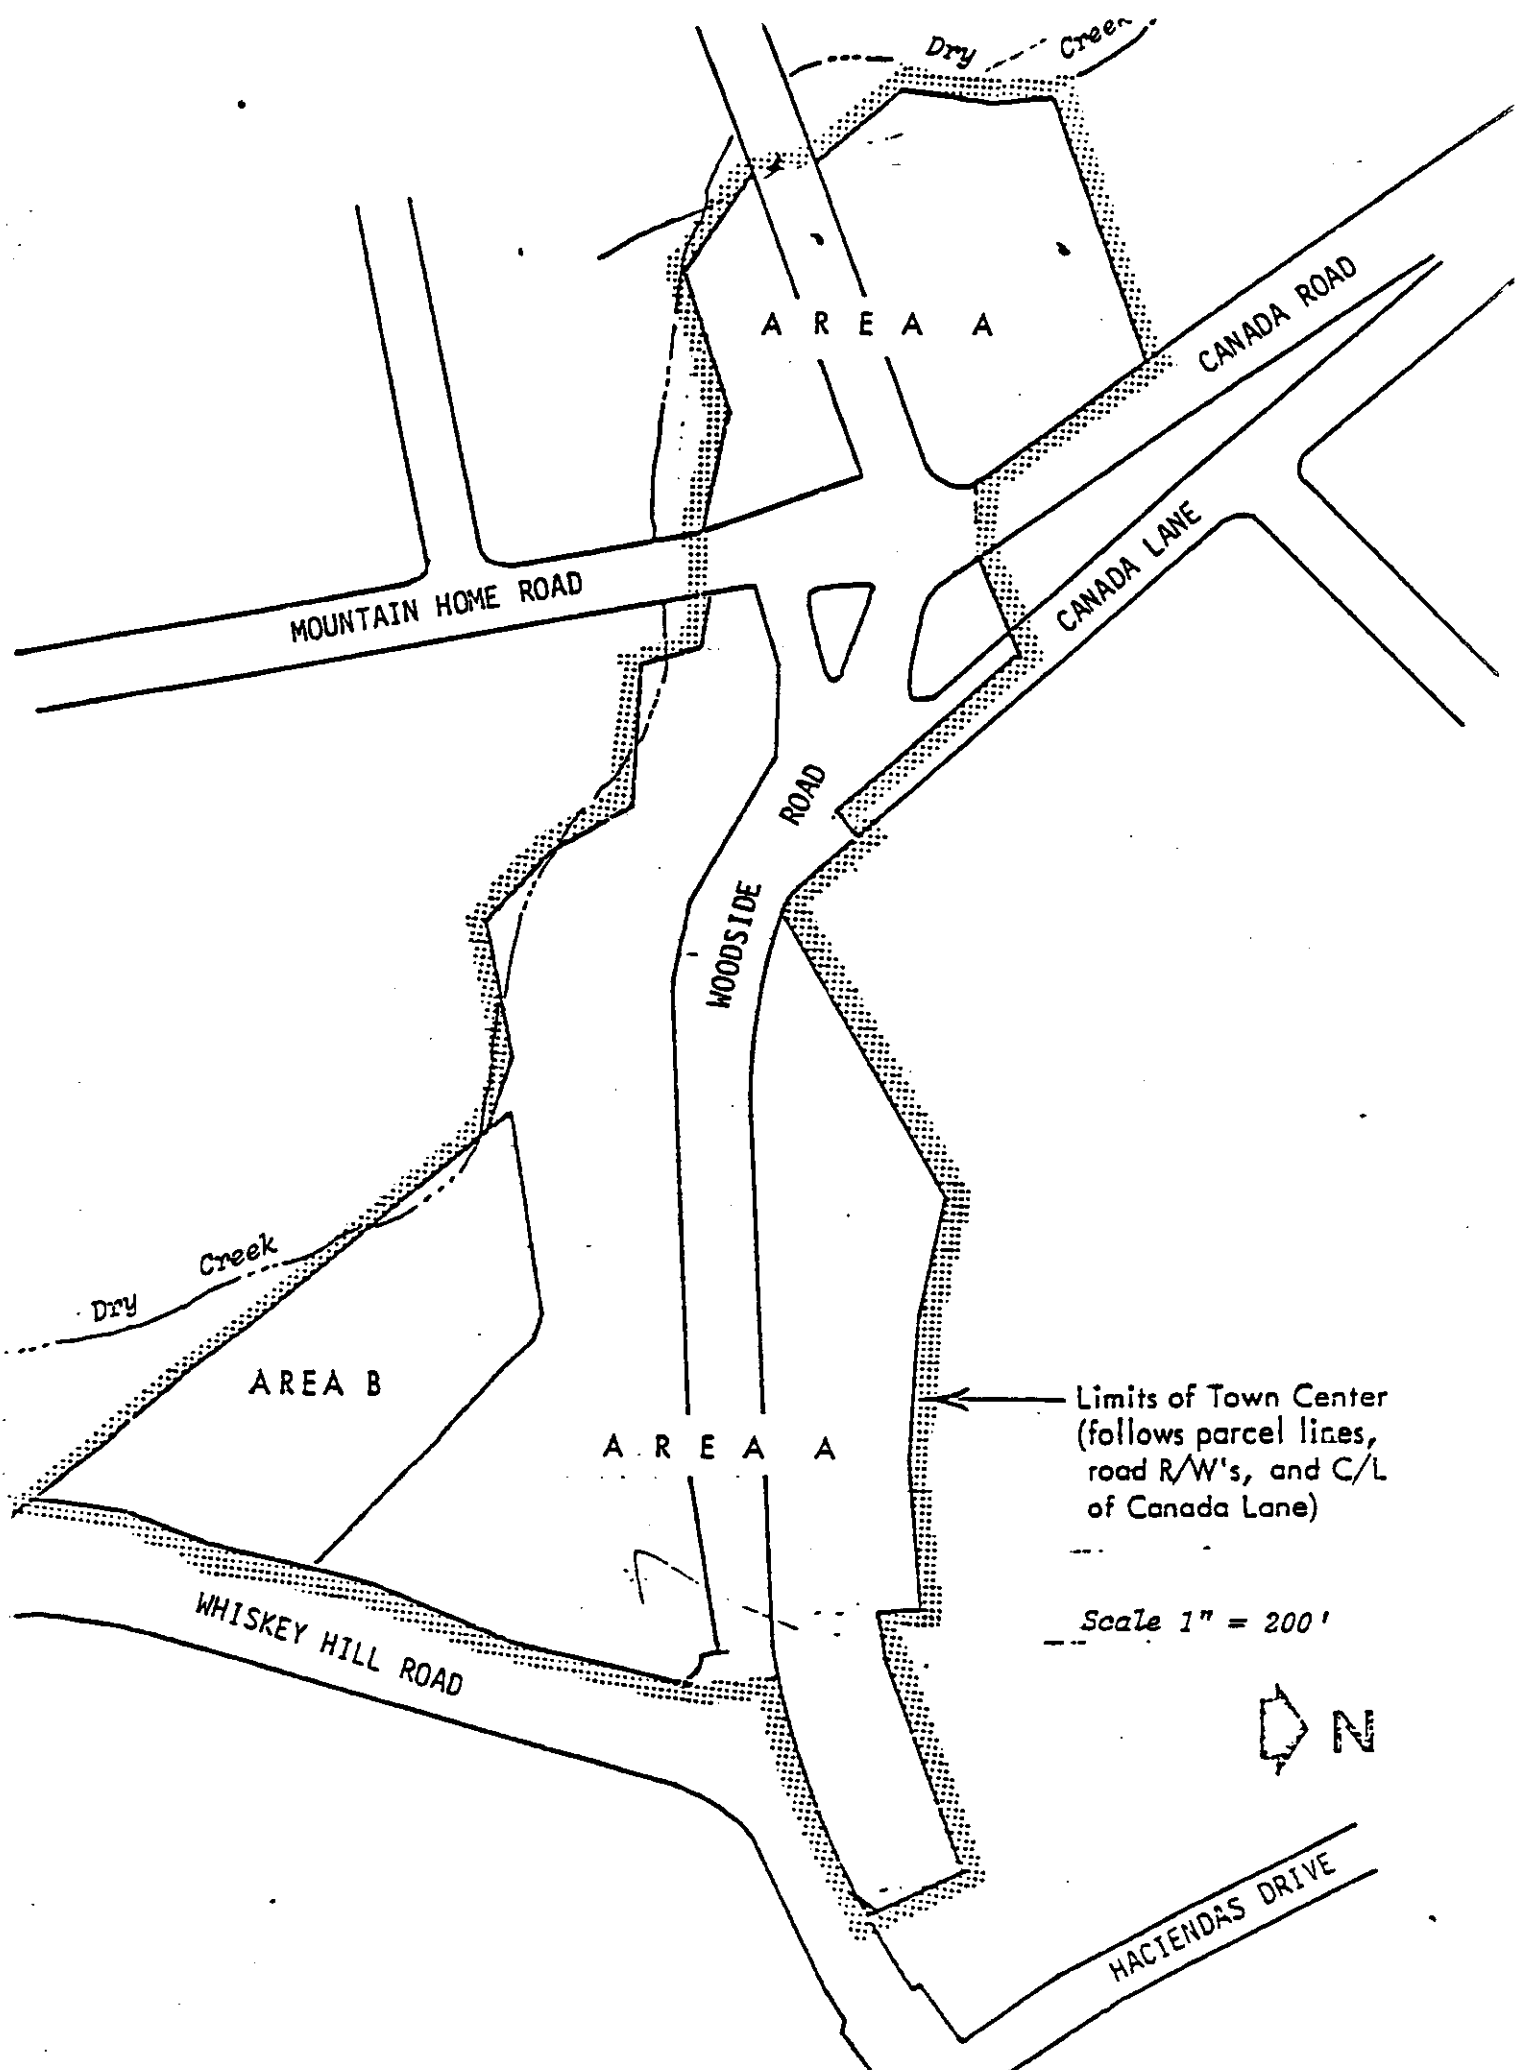 Dry Creek
AREA A
CANADA ROAD
CANADA LANE
MOUNTAIN HOME ROAD
WOODSIDE ROAD
Dry Creek
AREA B
AREA A
Limits of Town Center
(follows parcel lines,
road R/W's, and C/L
of Canada Lane)
Scale 1" = 200'
WHISKEY HILL ROAD
N
HACIENDAS DRIVE